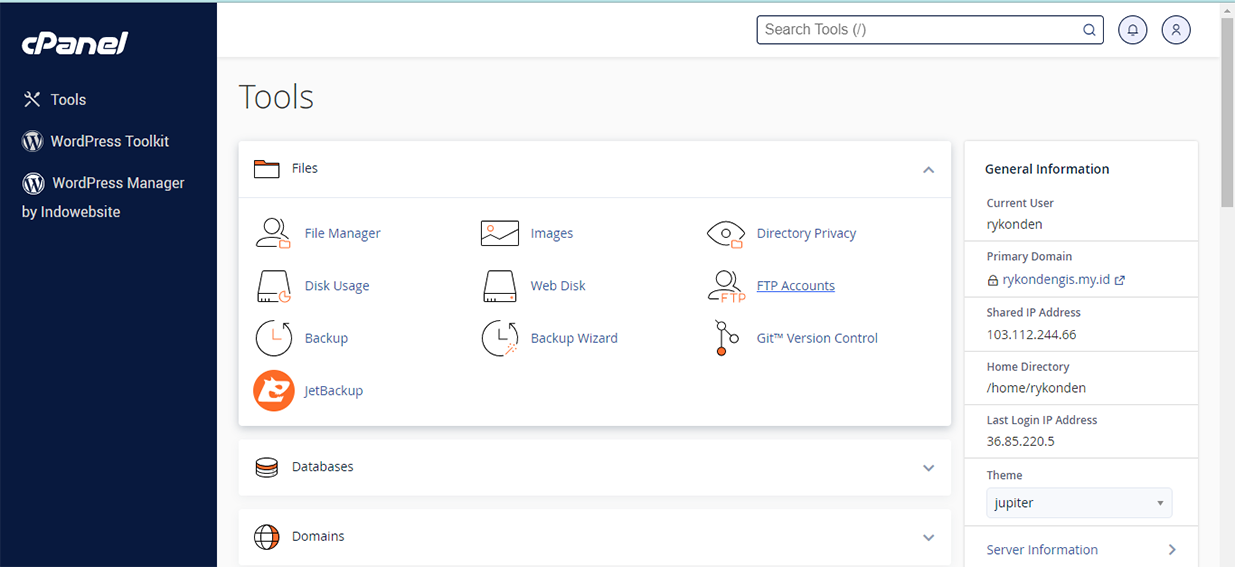 cPanel
Search Tools (/)
Tools
WordPress Toolkit
WordPress Manager
by Indowebsite
Tools
Files
File Manager
Images
Directory Privacy
Disk Usage
Web Disk
FTP
FTP Accounts
Backup
Backup Wizard
Git™ Version Control
JetBackup
Databases
Domains
General Information
Current User
rykonden
Primary Domain
rykondengis.my.id
Shared IP Address
103.112.244.66
Home Directory
/home/rykonden
Last Login IP Address
36.85.220.5
Theme
jupiter
Server Information